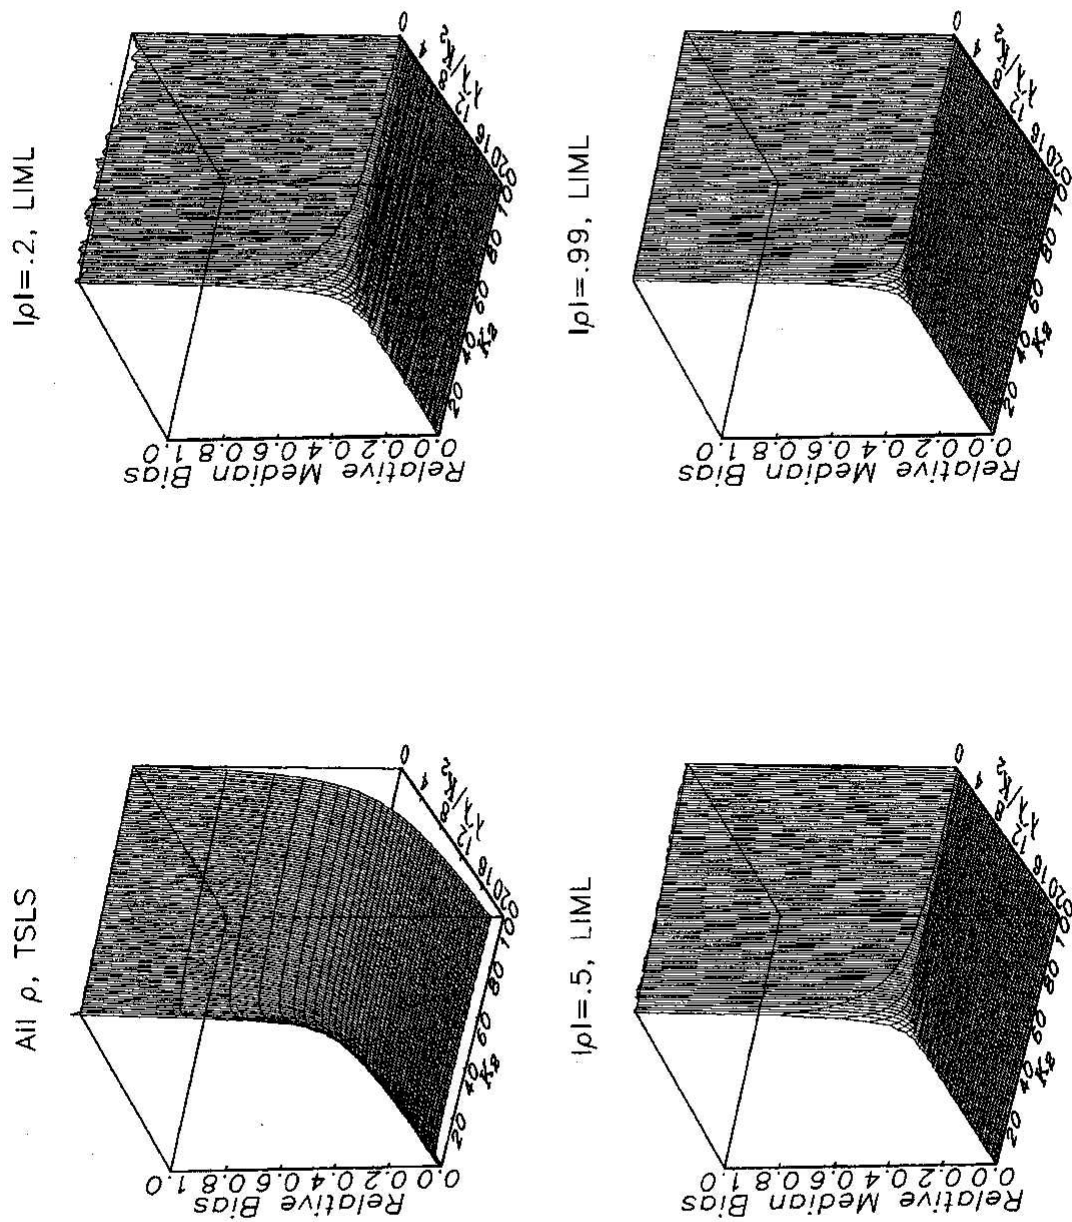 All ρ, TSLS
Relative Bias
0.0 0.2 0.4 0.6 0.8 1.0
20 40 60 80 100
K₂
0 4 8 12 16 20
λ'λ/K₂
|ρ|=.2, LIML
Relative Median Bias
0.0 0.2 0.4 0.6 0.8 1.0
20 40 60 80 100
K₂
0 4 8 12 16 20
λ'λ/K₂
|ρ|=.5, LIML
Relative Median Bias
0.0 0.2 0.4 0.6 0.8 1.0
20 40 60 80 100
K₂
0 4 8 12 16 20
λ'λ/K₂
|ρ|=.99, LIML
Relative Median Bias
0.0 0.2 0.4 0.6 0.8 1.0
20 40 60 80 100
K₂
0 4 8 12 16 20
λ'λ/K₂